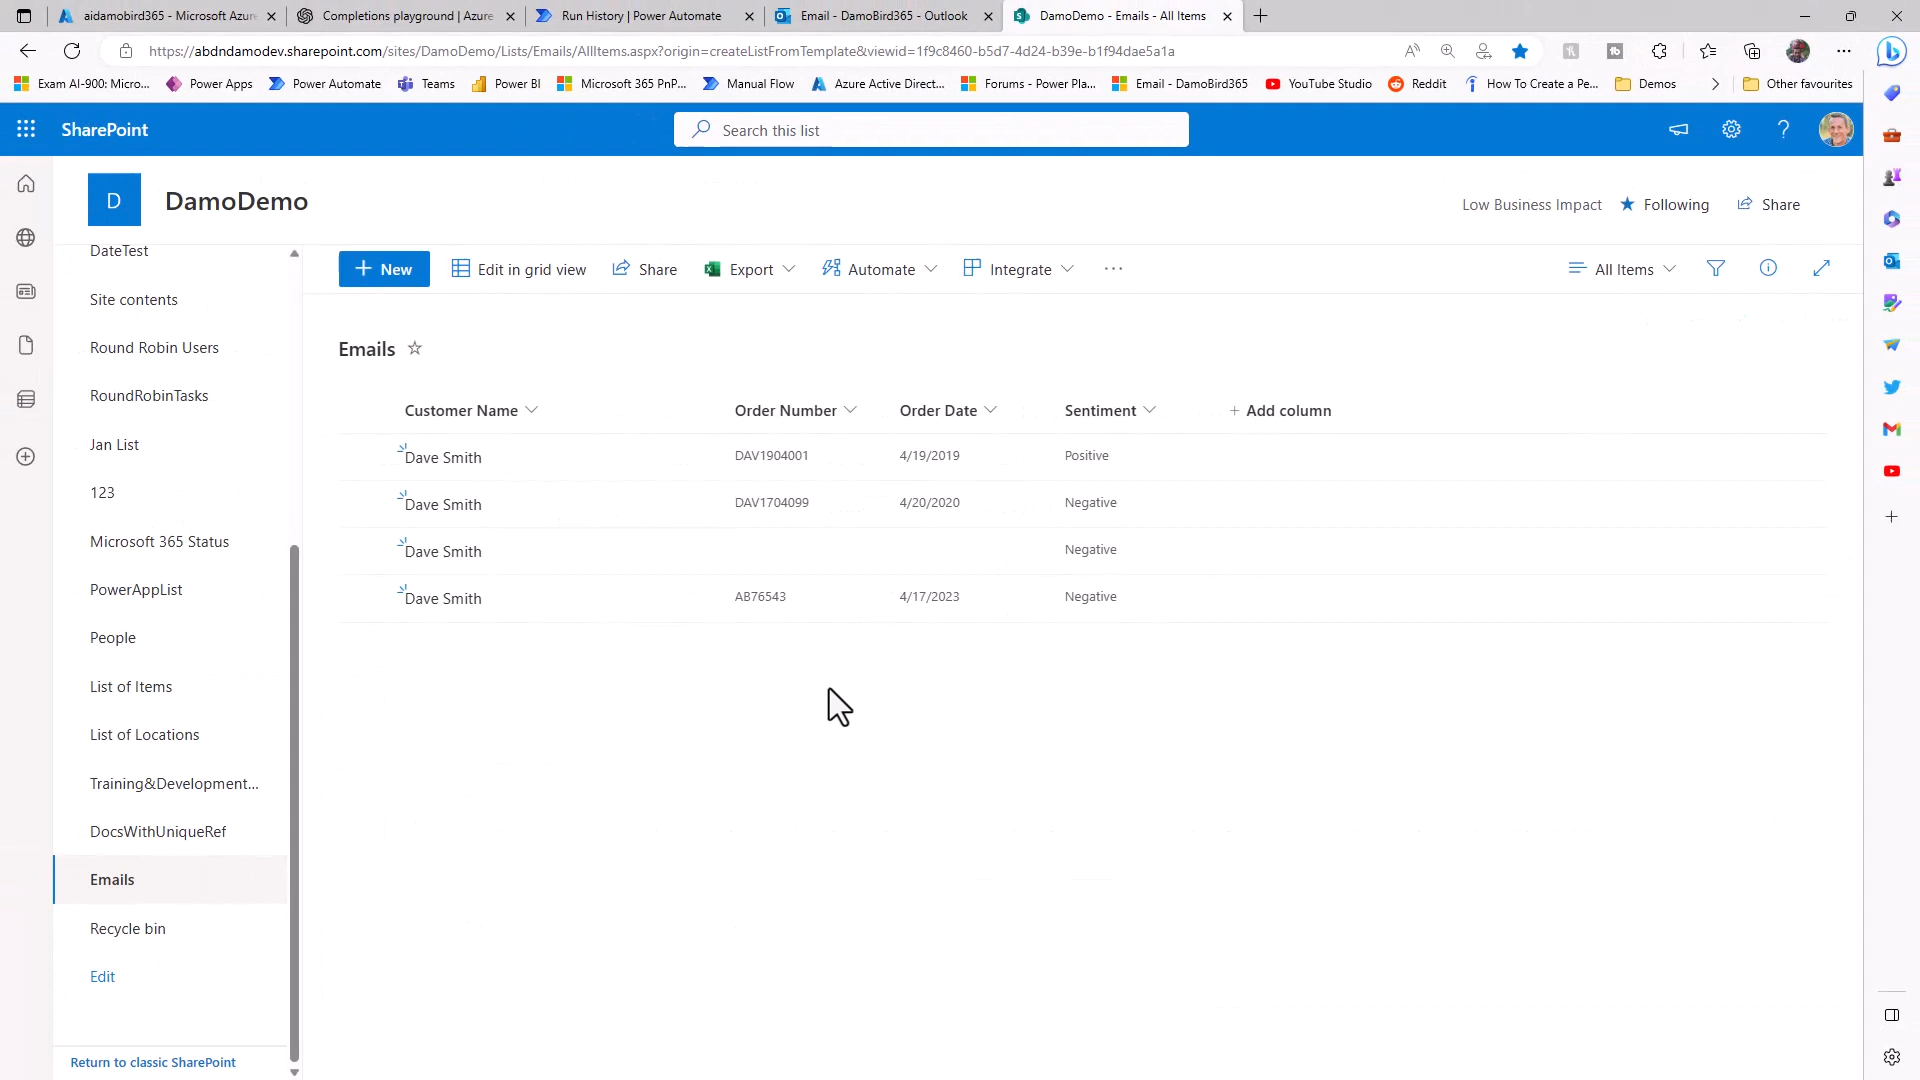 aidamobird365 - Microsoft Azur
Completions playground | Azure
Run History | Power Automate
Email - DamoBird365 - Outlook
DamoDemo - Emails - All Items
https://abdndamodev.sharepoint.com/sites/DamoDemo/Lists/Emails/AllItems.aspx?origin=createListFromTemplate&viewid=1f9c8460-b5d7-4d24-b39e-b1f94dae5a1a
Exam AI-900: Micro...
Power Apps
Power Automate
Teams
Power BI
Microsoft 365 PnP...
Manual Flow
Azure Active Direct...
Forums - Power Pla...
Email - DamoBird365
YouTube Studio
Reddit
How To Create a Pe...
Demos
Other favourites
SharePoint
Search this list
D
DamoDemo
Low Business Impact
Following
Share
DateTest
Site contents
Round Robin Users
RoundRobinTasks
Jan List
123
Microsoft 365 Status
PowerAppList
People
List of Items
List of Locations
Training&Development...
DocsWithUniqueRef
Emails
Recycle bin
Edit
Return to classic SharePoint
New
Edit in grid view
Share
Export
Automate
Integrate
All Items
Emails
Customer Name Order Number Order Date Sentiment + Add column
Dave Smith DAV1904001 4/19/2019 Positive
Dave Smith DAV1704099 4/20/2020 Negative
Dave Smith Negative
Dave Smith AB76543 4/17/2023 Negative